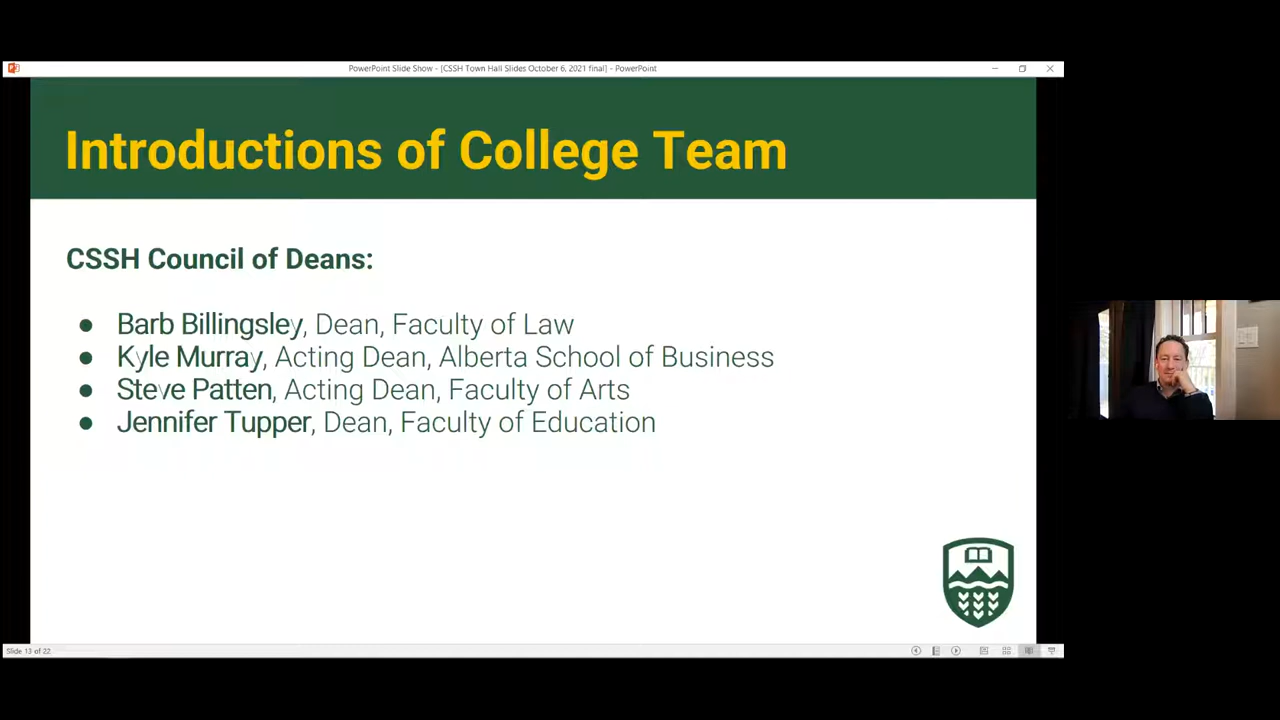 PowerPoint Slide Show - [CSSH Town Hall Slides October 6, 2021 final] - PowerPoint
Introductions of College Team
CSSH Council of Deans:
● Barb Billingsley, Dean, Faculty of Law
● Kyle Murray, Acting Dean, Alberta School of Business
● Steve Patten, Acting Dean, Faculty of Arts
● Jennifer Tupper, Dean, Faculty of Education
Slide 13 of 22